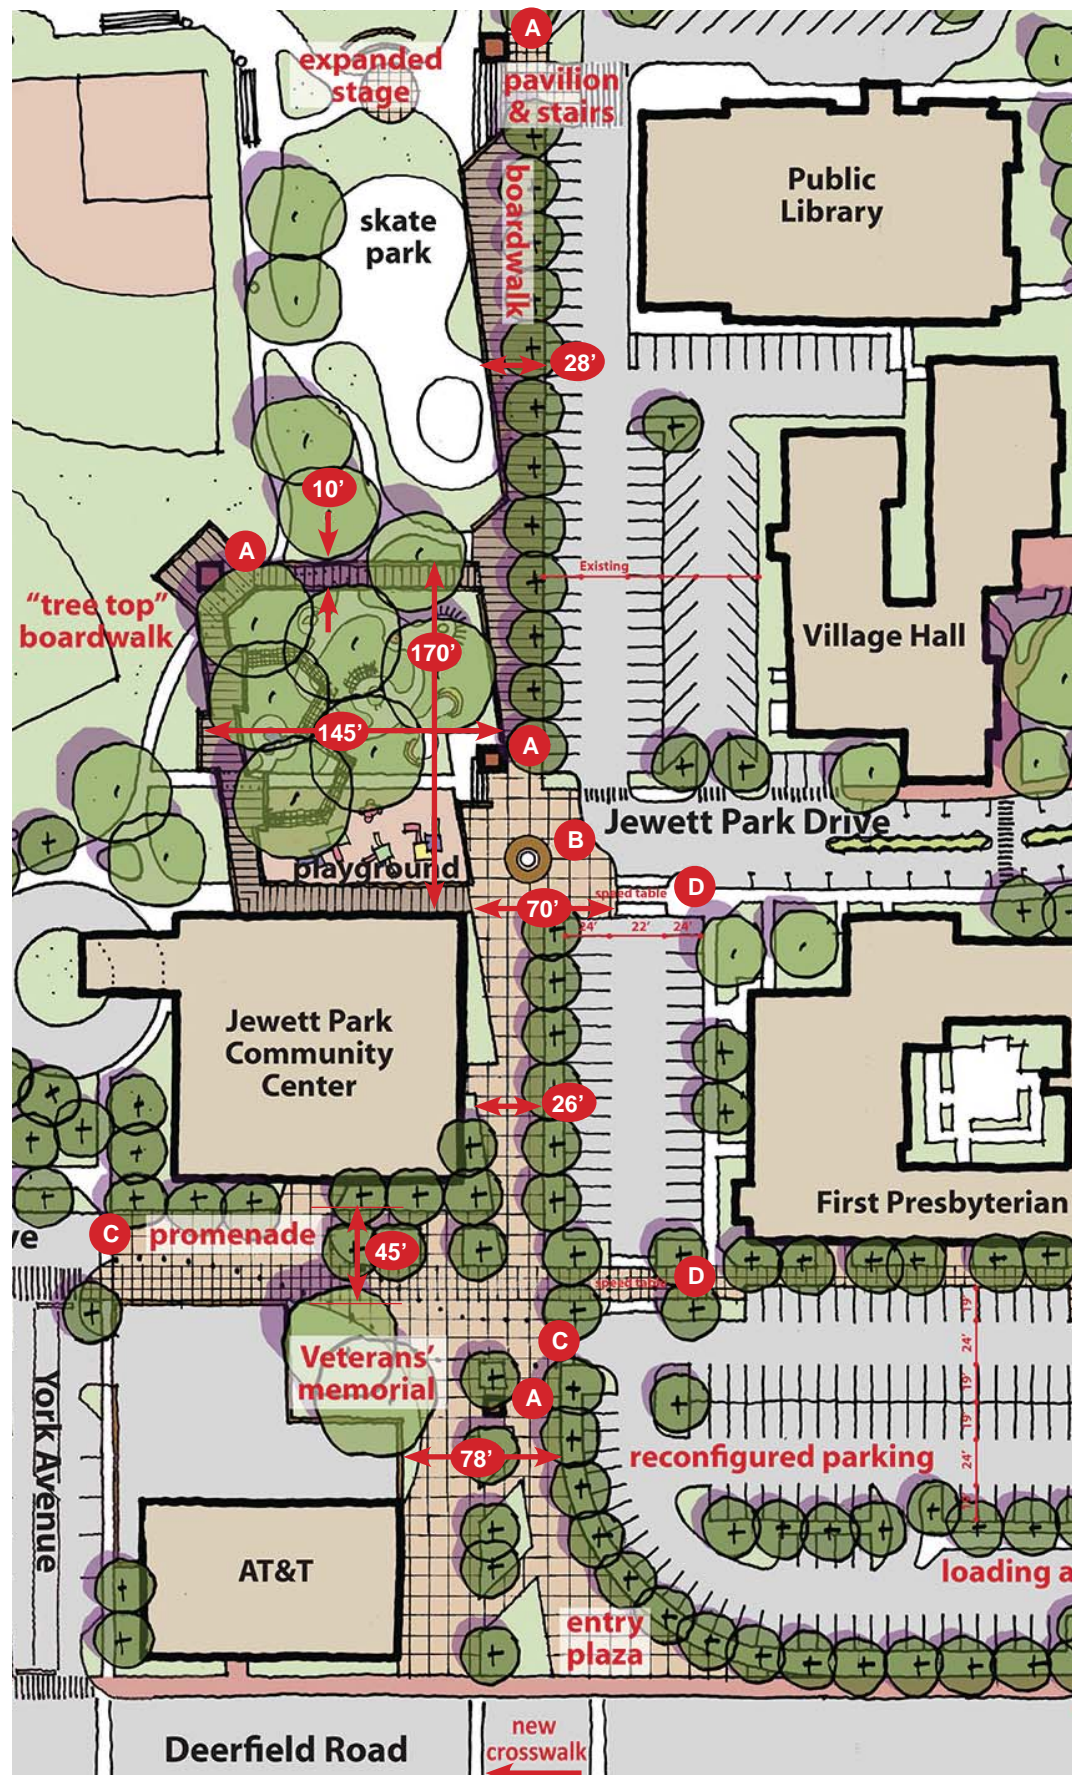 A
expanded
stage
pavilion
& stairs
Public
Library
boardwalk
skate
park
28’
10’
A
Existing
“tree top”
boardwalk
Village Hall
170’
145’
A
Jewett Park Drive
B
playground
speed table
D
70’
24’
22’
24’
Jewett Park
Community
Center
26’
First Presbyterian
C
promenade
45’
speed table
D
19’
24’
C
Veterans’
memorial
A
19’
19’
York Avenue
78’
reconfigured parking
24’
AT&T
loading a
entry
plaza
new
crosswalk
Deerfield Road